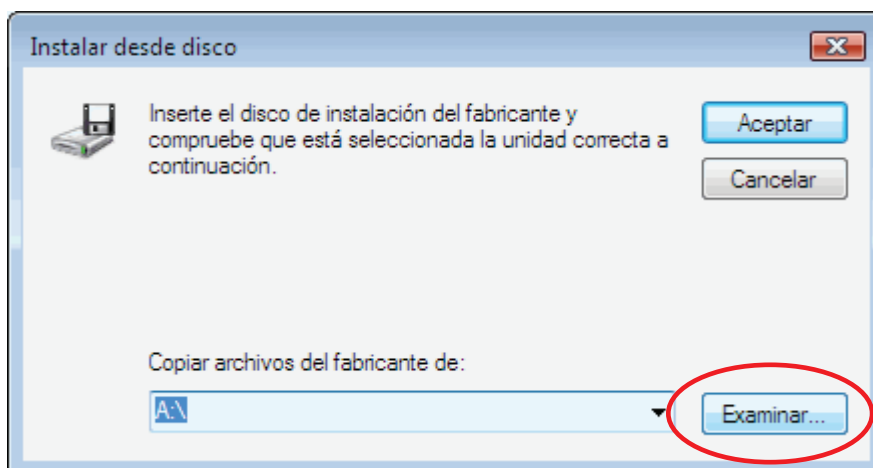 Instalar desde disco
Inserte el disco de instalación del fabricante y
compruebe que está seleccionada la unidad correcta a
continuación.
Aceptar
Cancelar
Copiar archivos del fabricante de:
A:\
Examinar...